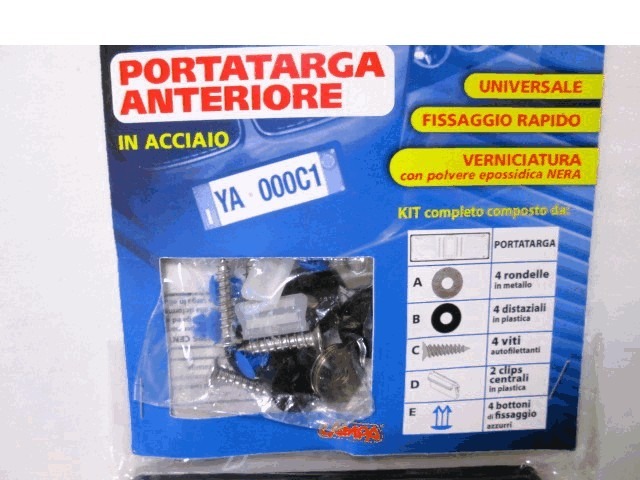 PORTATARGA
ANTERIORE
IN ACCIAIO
UNIVERSALE
FISSAGGIO RAPIDO
VERNICIATURA
con polvere epossidica NERA
YA · 000C1
KIT completo composto da:
PORTATARGA
A 4 rondelle
in metallo
B 4 distaziali
in plastica
C 4 viti
autofilettanti
D 2 clips
centrali
in plastica
E 4 bottoni
di fissaggio
azzurri
LAMPA